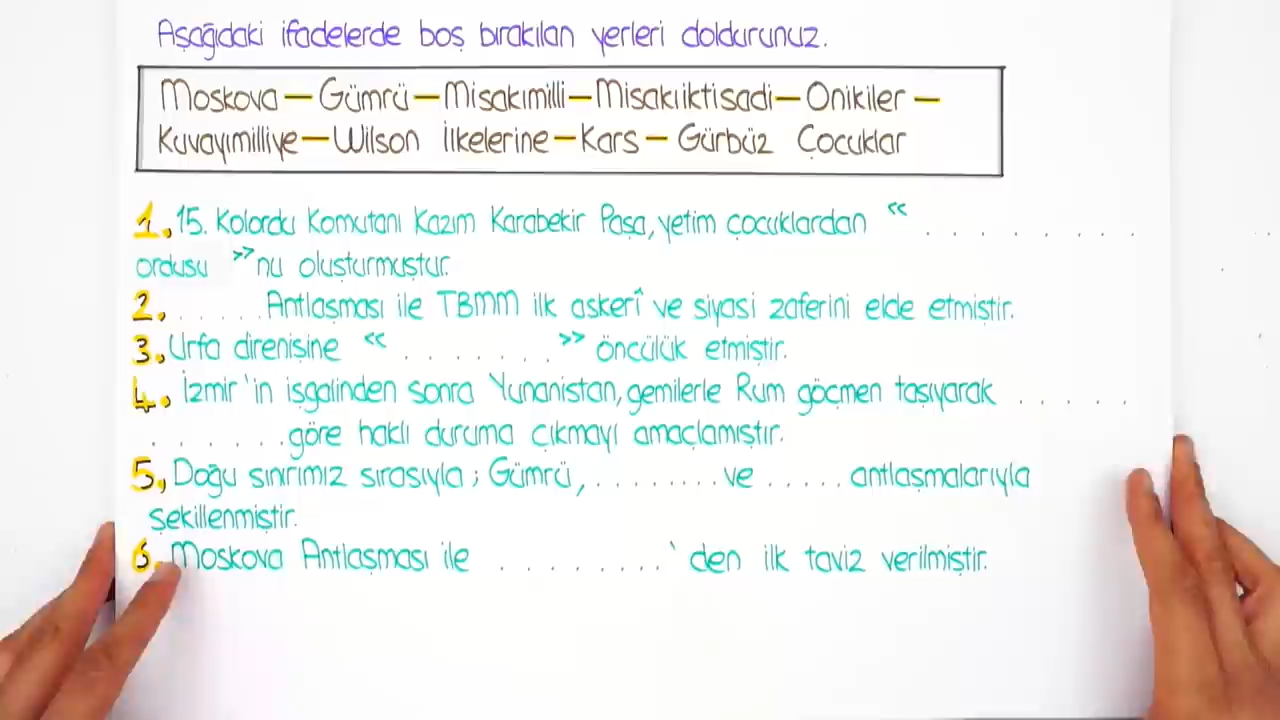 Aşağıdaki ifadelerde boş bırakılan yerleri doldurunuz.
Moskova — Gümrü — Misakımilli — Misakıiktisadi — Onikiler —
Kuvayımilliye — Wilson İlkelerine — Kars — Gürbüz Çocuklar
1. 15. Kolordu Komutanı Kazım Karabekir Paşa, yetim çocuklardan « . . . . . . . .
ordusu »nu oluşturmuştur.
2. . . . . . Antlaşması ile TBMM ilk askerî ve siyasi zaferini elde etmiştir.
3. Urfa direnişine « . . . . . . . » öncülük etmiştir.
4. İzmir'in işgalinden sonra Yunanistan, gemilerle Rum göçmen taşıyarak . . . . .
. . . . . . . göre haklı duruma çıkmayı amaçlamıştır.
5. Doğu sınırımız sırasıyla ; Gümrü, . . . . . . . . ve . . . . . antlaşmalarıyla
şekillenmiştir.
6. Moskova Antlaşması ile . . . . . . . . . 'den ilk taviz verilmiştir.